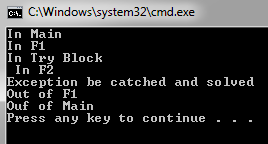 C:\Windows\system32\cmd.exe
In Main
In F1
In Try Block
 In F2
Exception be catched and solved
Out of F1
Ouf of Main
Press any key to continue . . .